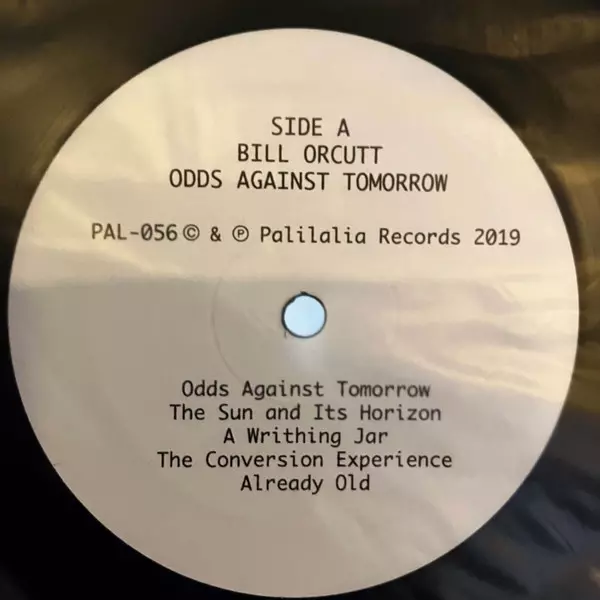 SIDE A
BILL ORCUTT
ODDS AGAINST TOMORROW
PAL-056 © & ℗ Palilalia Records 2019
Odds Against Tomorrow
The Sun and Its Horizon
A Writhing Jar
The Conversion Experience
Already Old